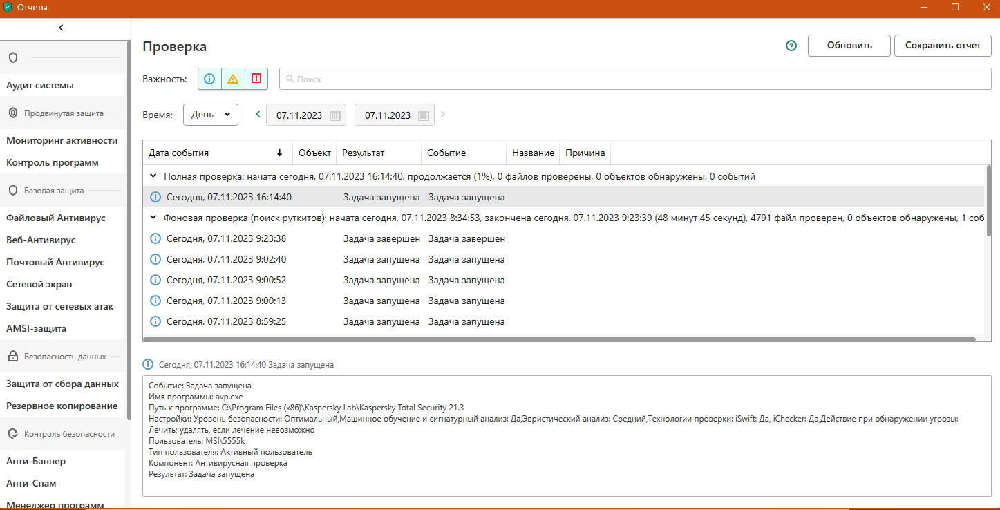 Отчеты
Проверка
Обновить
Сохранить отчет
Важность:
Поиск
Время:
День
07.11.2023
07.11.2023
Аудит системы
Продвинутая защита
Мониторинг активности
Контроль программ
Базовая защита
Файловый Антивирус
Веб-Антивирус
Почтовый Антивирус
Сетевой экран
Защита от сетевых атак
AMSI-защита
Безопасность данных
Защита от сбора данных
Резервное копирование
Контроль безопасности
Анти-Баннер
Анти-Спам
Менеджер программ
Дата события Объект Результат Событие Название Причина
Полная проверка: начата сегодня, 07.11.2023 16:14:40, продолжается (1%), 0 файлов проверены, 0 объектов обнаружены, 0 событий
Сегодня, 07.11.2023 16:14:40 Задача запущена Задача запущена
Фоновая проверка (поиск руткитов): начата сегодня, 07.11.2023 8:34:53, закончена сегодня, 07.11.2023 9:23:39 (48 минут 45 секунд), 4791 файл проверен, 0 объектов обнаружены, 1 соб
Сегодня, 07.11.2023 9:23:38 Задача завершен Задача завершен
Сегодня, 07.11.2023 9:02:40 Задача запущена Задача запущена
Сегодня, 07.11.2023 9:00:52 Задача запущена Задача запущена
Сегодня, 07.11.2023 9:00:13 Задача запущена Задача запущена
Сегодня, 07.11.2023 8:59:25 Задача запущена Задача запущена
Сегодня, 07.11.2023 16:14:40 Задача запущена
Событие: Задача запущена
Имя программы: avp.exe
Путь к программе: C:\Program Files (x86)\Kaspersky Lab\Kaspersky Total Security 21.3
Настройки: Уровень безопасности: Оптимальный,Машинное обучение и сигнатурный анализ: Да,Эвристический анализ: Средний,Технологии проверки: iSwift: Да, iChecker: Да,Действие при обнаружении угрозы:
Лечить; удалять, если лечение невозможно
Пользователь: MSI\5555k
Тип пользователя: Активный пользователь
Компонент: Антивирусная проверка
Результат: Задача запущена